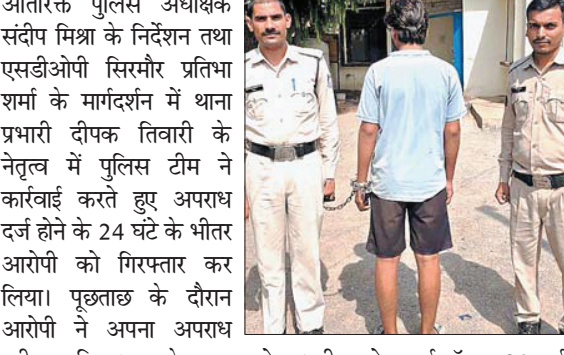 अतिरिक्त पुलिस अधीक्षक
संदीप मिश्रा के निर्देशन तथा
एसडीओपी सिरमौर प्रतिभा
शर्मा के मार्गदर्शन में थाना
प्रभारी दीपक तिवारी के
नेतृत्व में पुलिस टीम ने
कार्रवाई करते हुए अपराध
दर्ज होने के 24 घंटे के भीतर
आरोपी को गिरफ्तार कर
लिया। पूछताछ के दौरान
आरोपी ने अपना अपराध